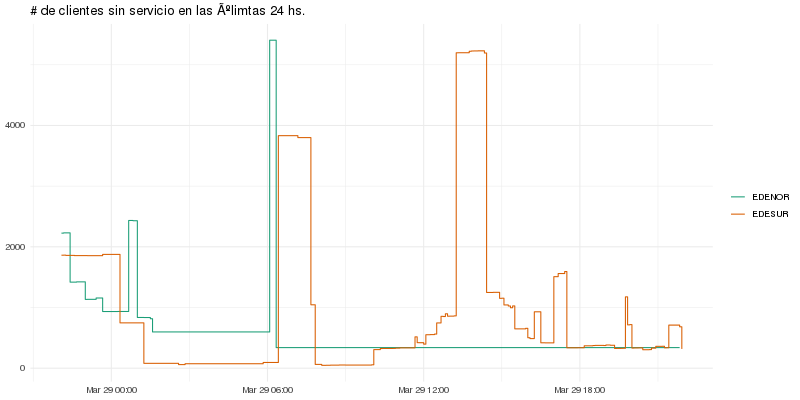 # de clientes sin servicio en las Ãºlimtas 24 hs.
4000
2000
0
Mar 29 00:00
Mar 29 06:00
Mar 29 12:00
Mar 29 18:00
EDENOR
EDESUR